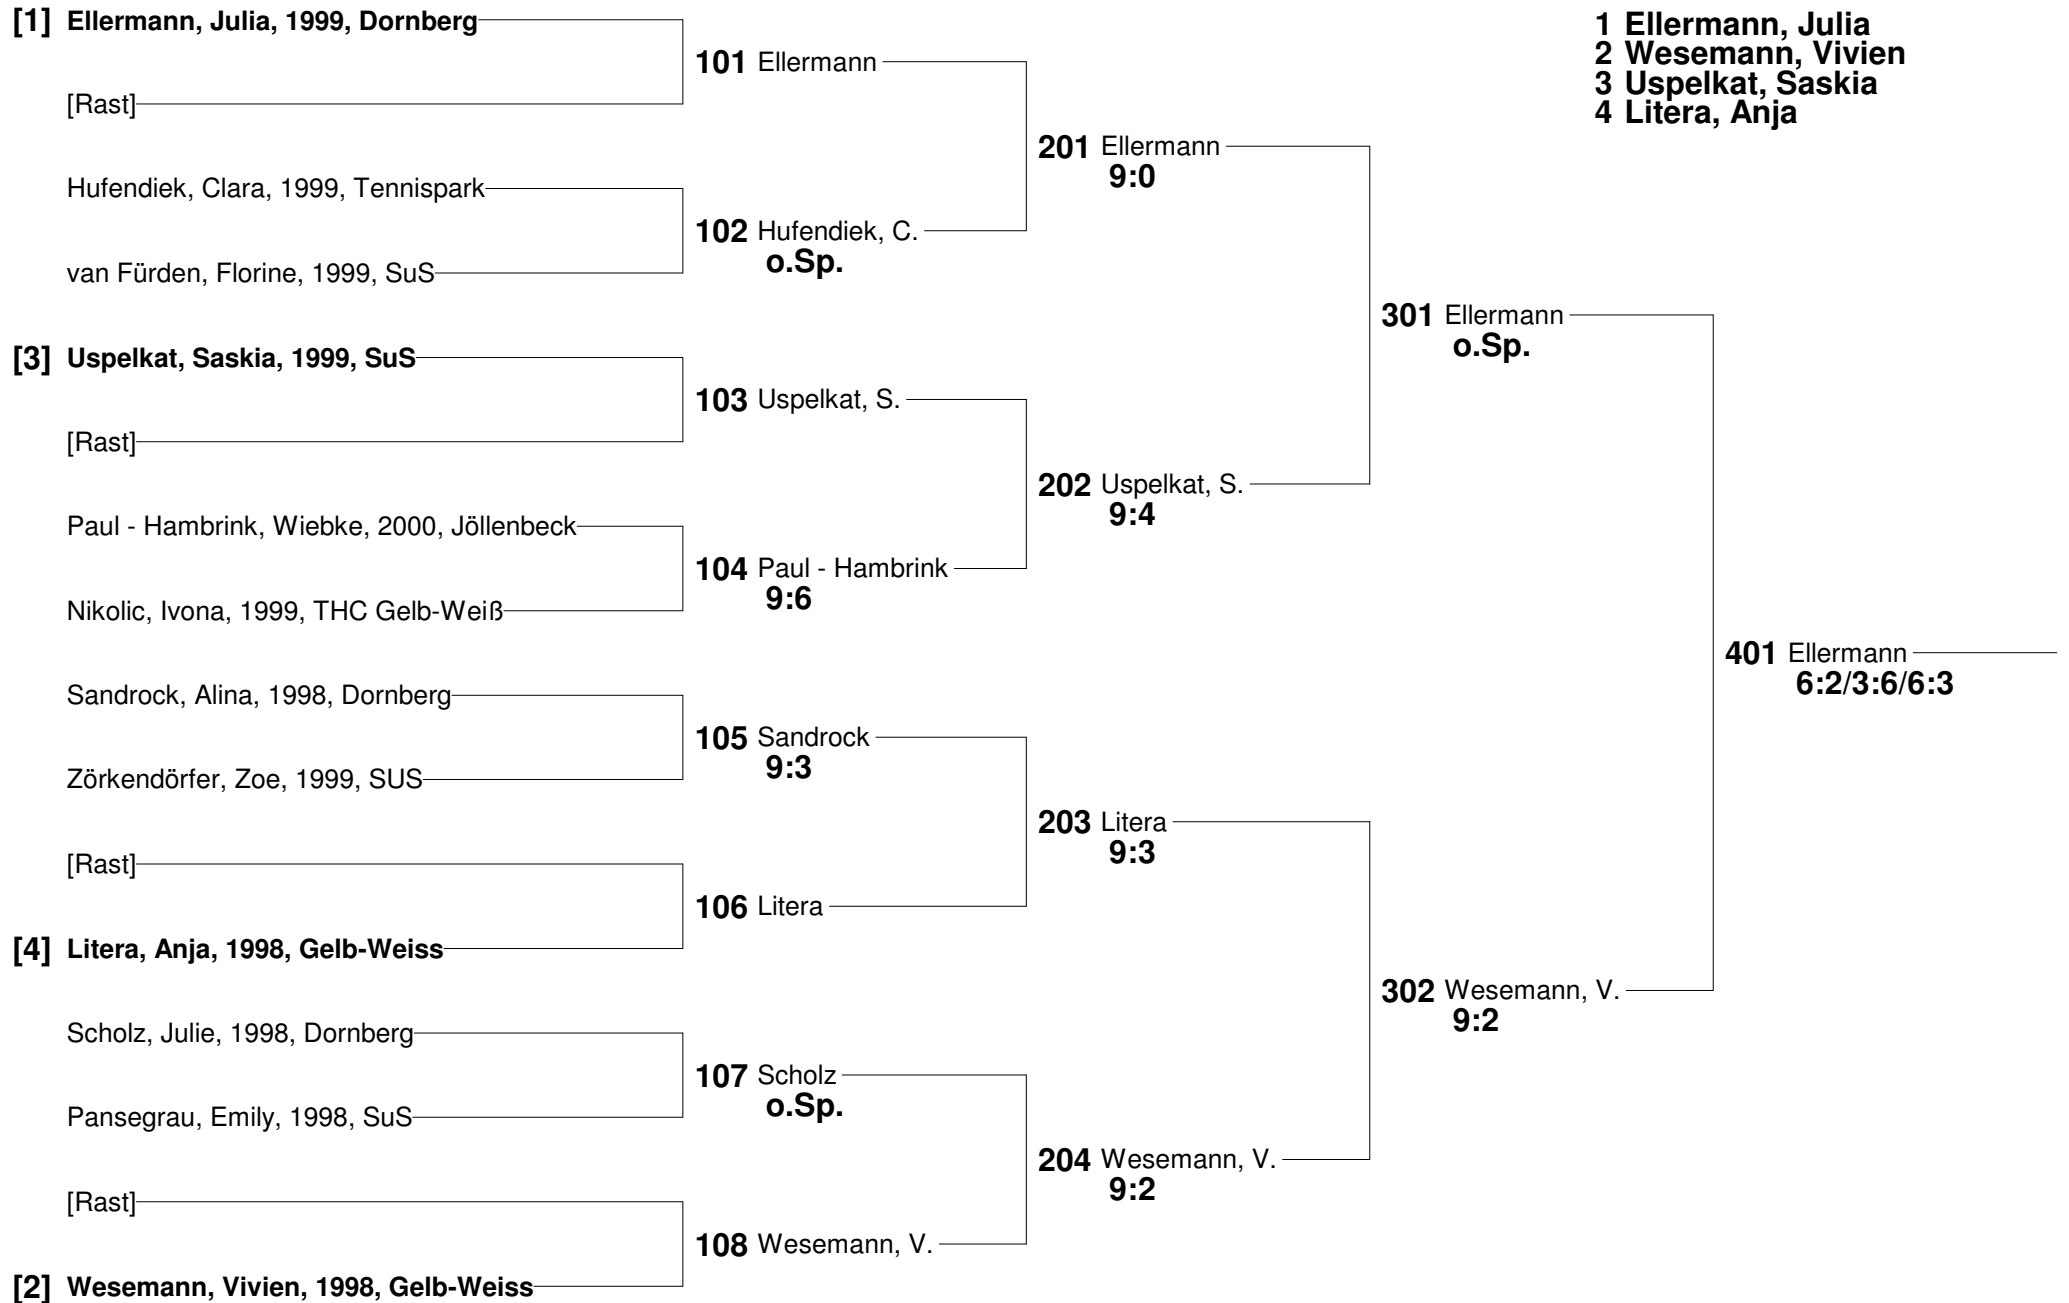 [1] Ellermann, Julia, 1999, Dornberg
[Rast]
Hufendiek, Clara, 1999, Tennispark
van Fürden, Florine, 1999, SuS
[3] Uspelkat, Saskia, 1999, SuS
[Rast]
Paul - Hambrink, Wiebke, 2000, Jöllenbeck
Nikolic, Ivona, 1999, THC Gelb-Weiß
Sandrock, Alina, 1998, Dornberg
Zörkendörfer, Zoe, 1999, SUS
[Rast]
[4] Litera, Anja, 1998, Gelb-Weiss
Scholz, Julie, 1998, Dornberg
Pansegrau, Emily, 1998, SuS
[Rast]
[2] Wesemann, Vivien, 1998, Gelb-Weiss
101 Ellermann
102 Hufendiek, C.
o.Sp.
103 Uspelkat, S.
104 Paul - Hambrink
9:6
105 Sandrock
9:3
106 Litera
107 Scholz
o.Sp.
108 Wesemann, V.
201 Ellermann
9:0
202 Uspelkat, S.
9:4
203 Litera
9:3
204 Wesemann, V.
9:2
301 Ellermann
o.Sp.
302 Wesemann, V.
9:2
401 Ellermann
6:2/3:6/6:3
1 Ellermann, Julia
2 Wesemann, Vivien
3 Uspelkat, Saskia
4 Litera, Anja